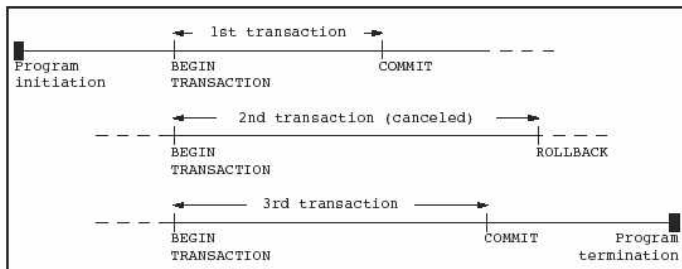 1st transaction
Program initiation
BEGIN TRANSACTION
COMMIT
2nd transaction (canceled)
BEGIN TRANSACTION
ROLLBACK
3rd transaction
BEGIN TRANSACTION
COMMIT
Program termination